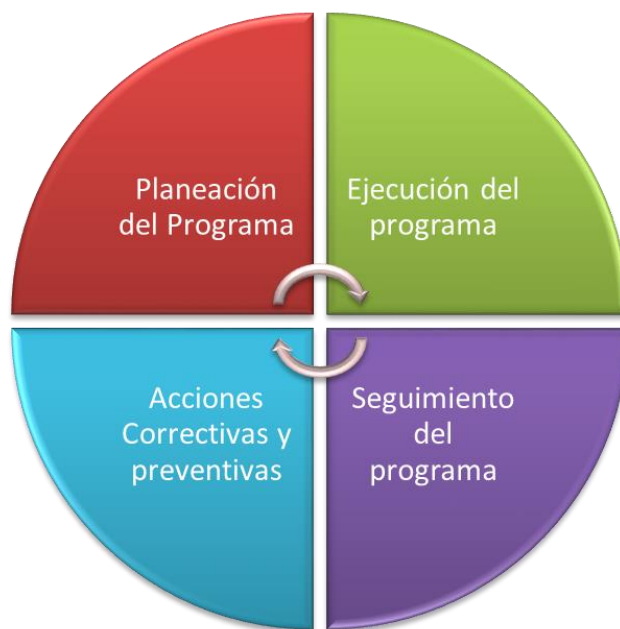 Planeación
del Programa
Ejecución del
programa
Acciones
Correctivas y
preventivas
Seguimiento
del
programa